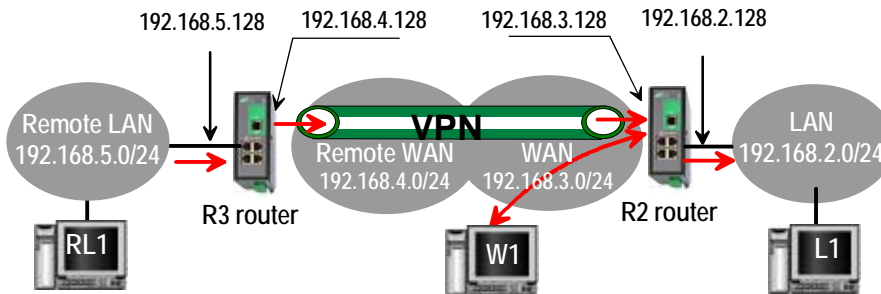 192.168.5.128
192.168.4.128
192.168.3.128
192.168.2.128
Remote LAN
192.168.5.0/24
VPN
Remote WAN
192.168.4.0/24
WAN
192.168.3.0/24
LAN
192.168.2.0/24
R3 router
R2 router
RL1
W1
L1